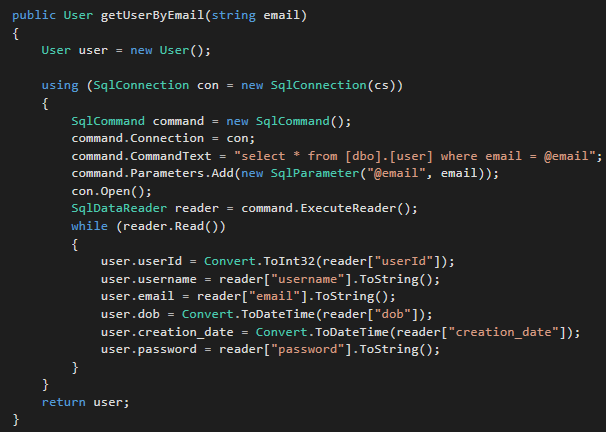 public User getUserByEmail(string email)
{
    User user = new User();

    using (SqlConnection con = new SqlConnection(cs))
    {
        SqlCommand command = new SqlCommand();
        command.Connection = con;
        command.CommandText = "select * from [dbo].[user] where email = @email";
        command.Parameters.Add(new SqlParameter("@email", email));
        con.Open();
        SqlDataReader reader = command.ExecuteReader();
        while (reader.Read())
        {
            user.userId = Convert.ToInt32(reader["userId"]);
            user.username = reader["username"].ToString();
            user.email = reader["email"].ToString();
            user.dob = Convert.ToDateTime(reader["dob"]);
            user.creation_date = Convert.ToDateTime(reader["creation_date"]);
            user.password = reader["password"].ToString();
        }
    }
    return user;
}